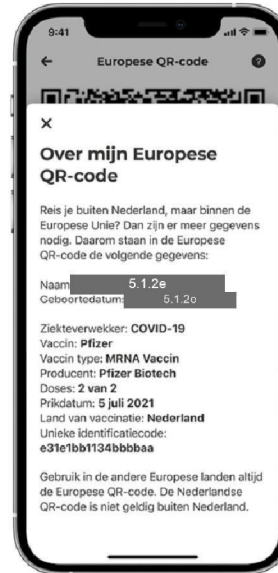 9:41
Europese QR-code
Over mijn Europese
QR-code
Reis je buiten Nederland, maar binnen de
Europese Unie? Dan zijn er meer gegevens
nodig. Daarom staan in de Europese
QR-code de volgende gegevens:
Naam 5.1.2e
Geboortedatum: 5.1.2e
Ziekteverwekker: COVID-19
Vaccin: Pfizer
Vaccin type: MRNA Vaccin
Producent: Pfizer Biotech
Doses: 2 van 2
Prikdatum: 5 juli 2021
Land van vaccinatie: Nederland
Unieke identificatiecode:
e31e1bb1134bbbbaa
Gebruik in de andere Europese landen altijd
de Europese QR-code. De Nederlandse
QR-code is niet geldig buiten Nederland.